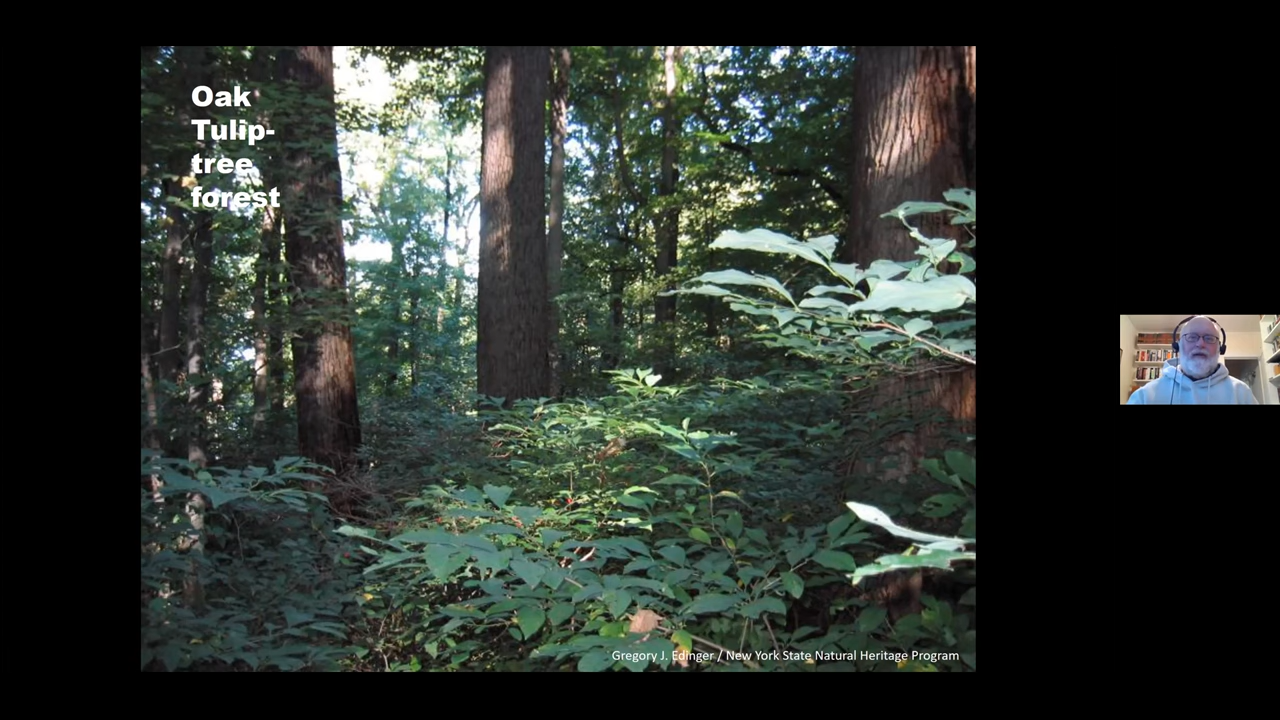 Oak
Tulip-
tree
forest
Gregory J. Edinger / New York State Natural Heritage Program